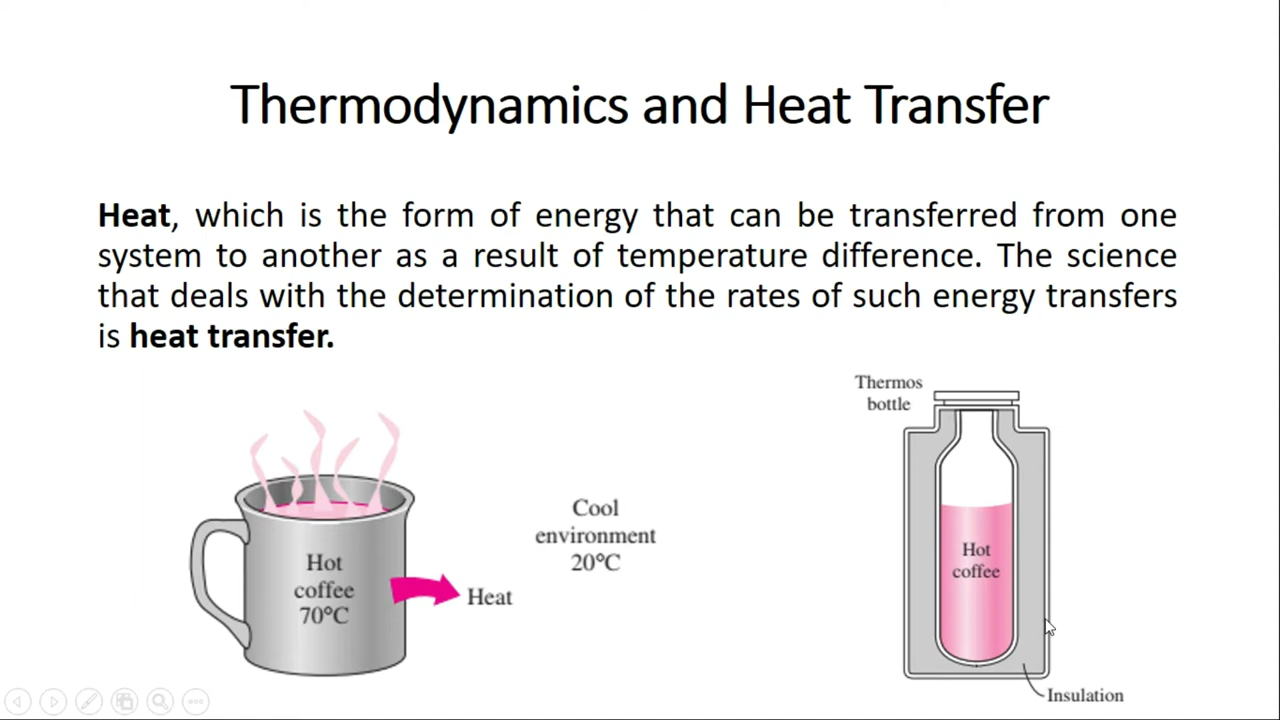 Thermodynamics and Heat Transfer
Heat, which is the form of energy that can be transferred from one
system to another as a result of temperature difference. The science
that deals with the determination of the rates of such energy transfers
is heat transfer.
Thermos
bottle
Cool
environment
20°C
Hot
coffee
70°C
Heat
Hot
coffee
Insulation